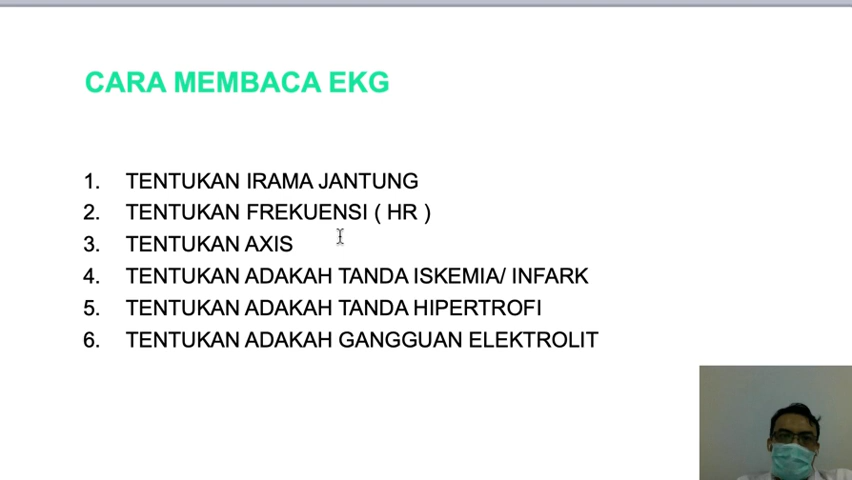 CARA MEMBACA EKG
1. TENTUKAN IRAMA JANTUNG
2. TENTUKAN FREKUENSI ( HR )
3. TENTUKAN AXIS
4. TENTUKAN ADAKAH TANDA ISKEMIA/ INFARK
5. TENTUKAN ADAKAH TANDA HIPERTROFI
6. TENTUKAN ADAKAH GANGGUAN ELEKTROLIT